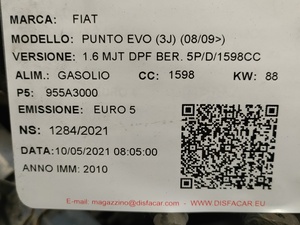 MARCA: FIAT
MODELLO: PUNTO EVO (3J) (08/09>)
VERSIONE: 1.6 MJT DPF BER. 5P/D/1598CC
ALIM.: GASOLIO CC: 1598 KW: 88
P5: 955A3000
EMISSIONE: EURO 5
NS: 1284/2021
DATA:10/05/2021 08:05:00
ANNO IMM: 2010
E-mail: magazzino@disfacar.com - WWW.DISFACAR.EU